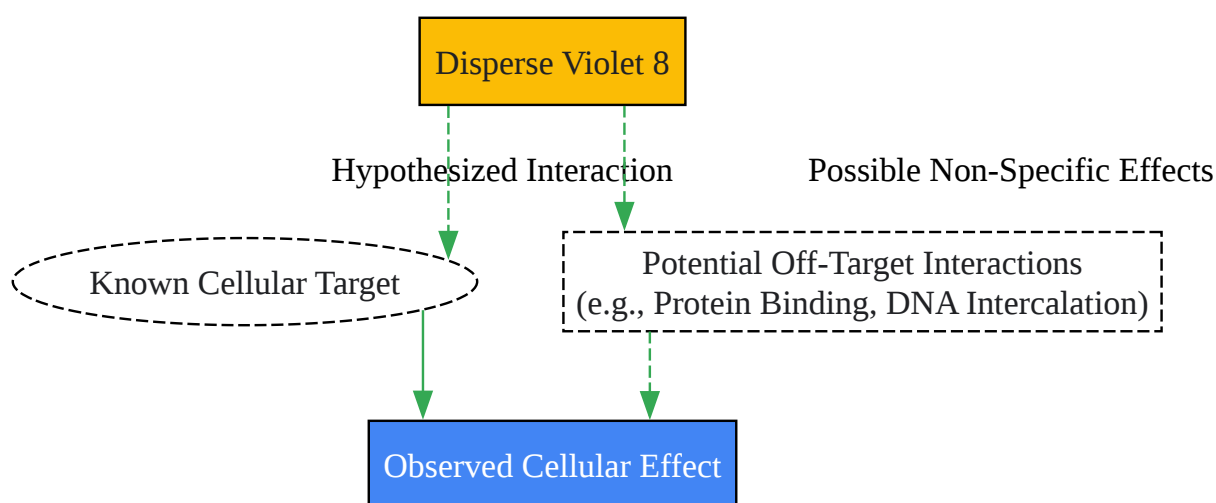 Disperse Violet 8
Hypothesized Interaction
Possible Non-Specific Effects
Known Cellular Target
Potential Off-Target Interactions
(e.g., Protein Binding, DNA Intercalation)
Observed Cellular Effect